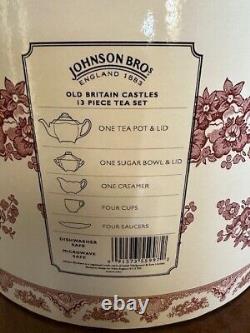 JOHNSON BROS
ENGLAND 1883
OLD BRITAIN CASTLES
13 PIECE TEA SET
ONE TEA POT & LID
ONE SUGAR BOWL & LID
ONE CREAMER
FOUR CUPS
FOUR SAUCERS
DISHWASHER
SAFE
MICROWAVE
SAFE